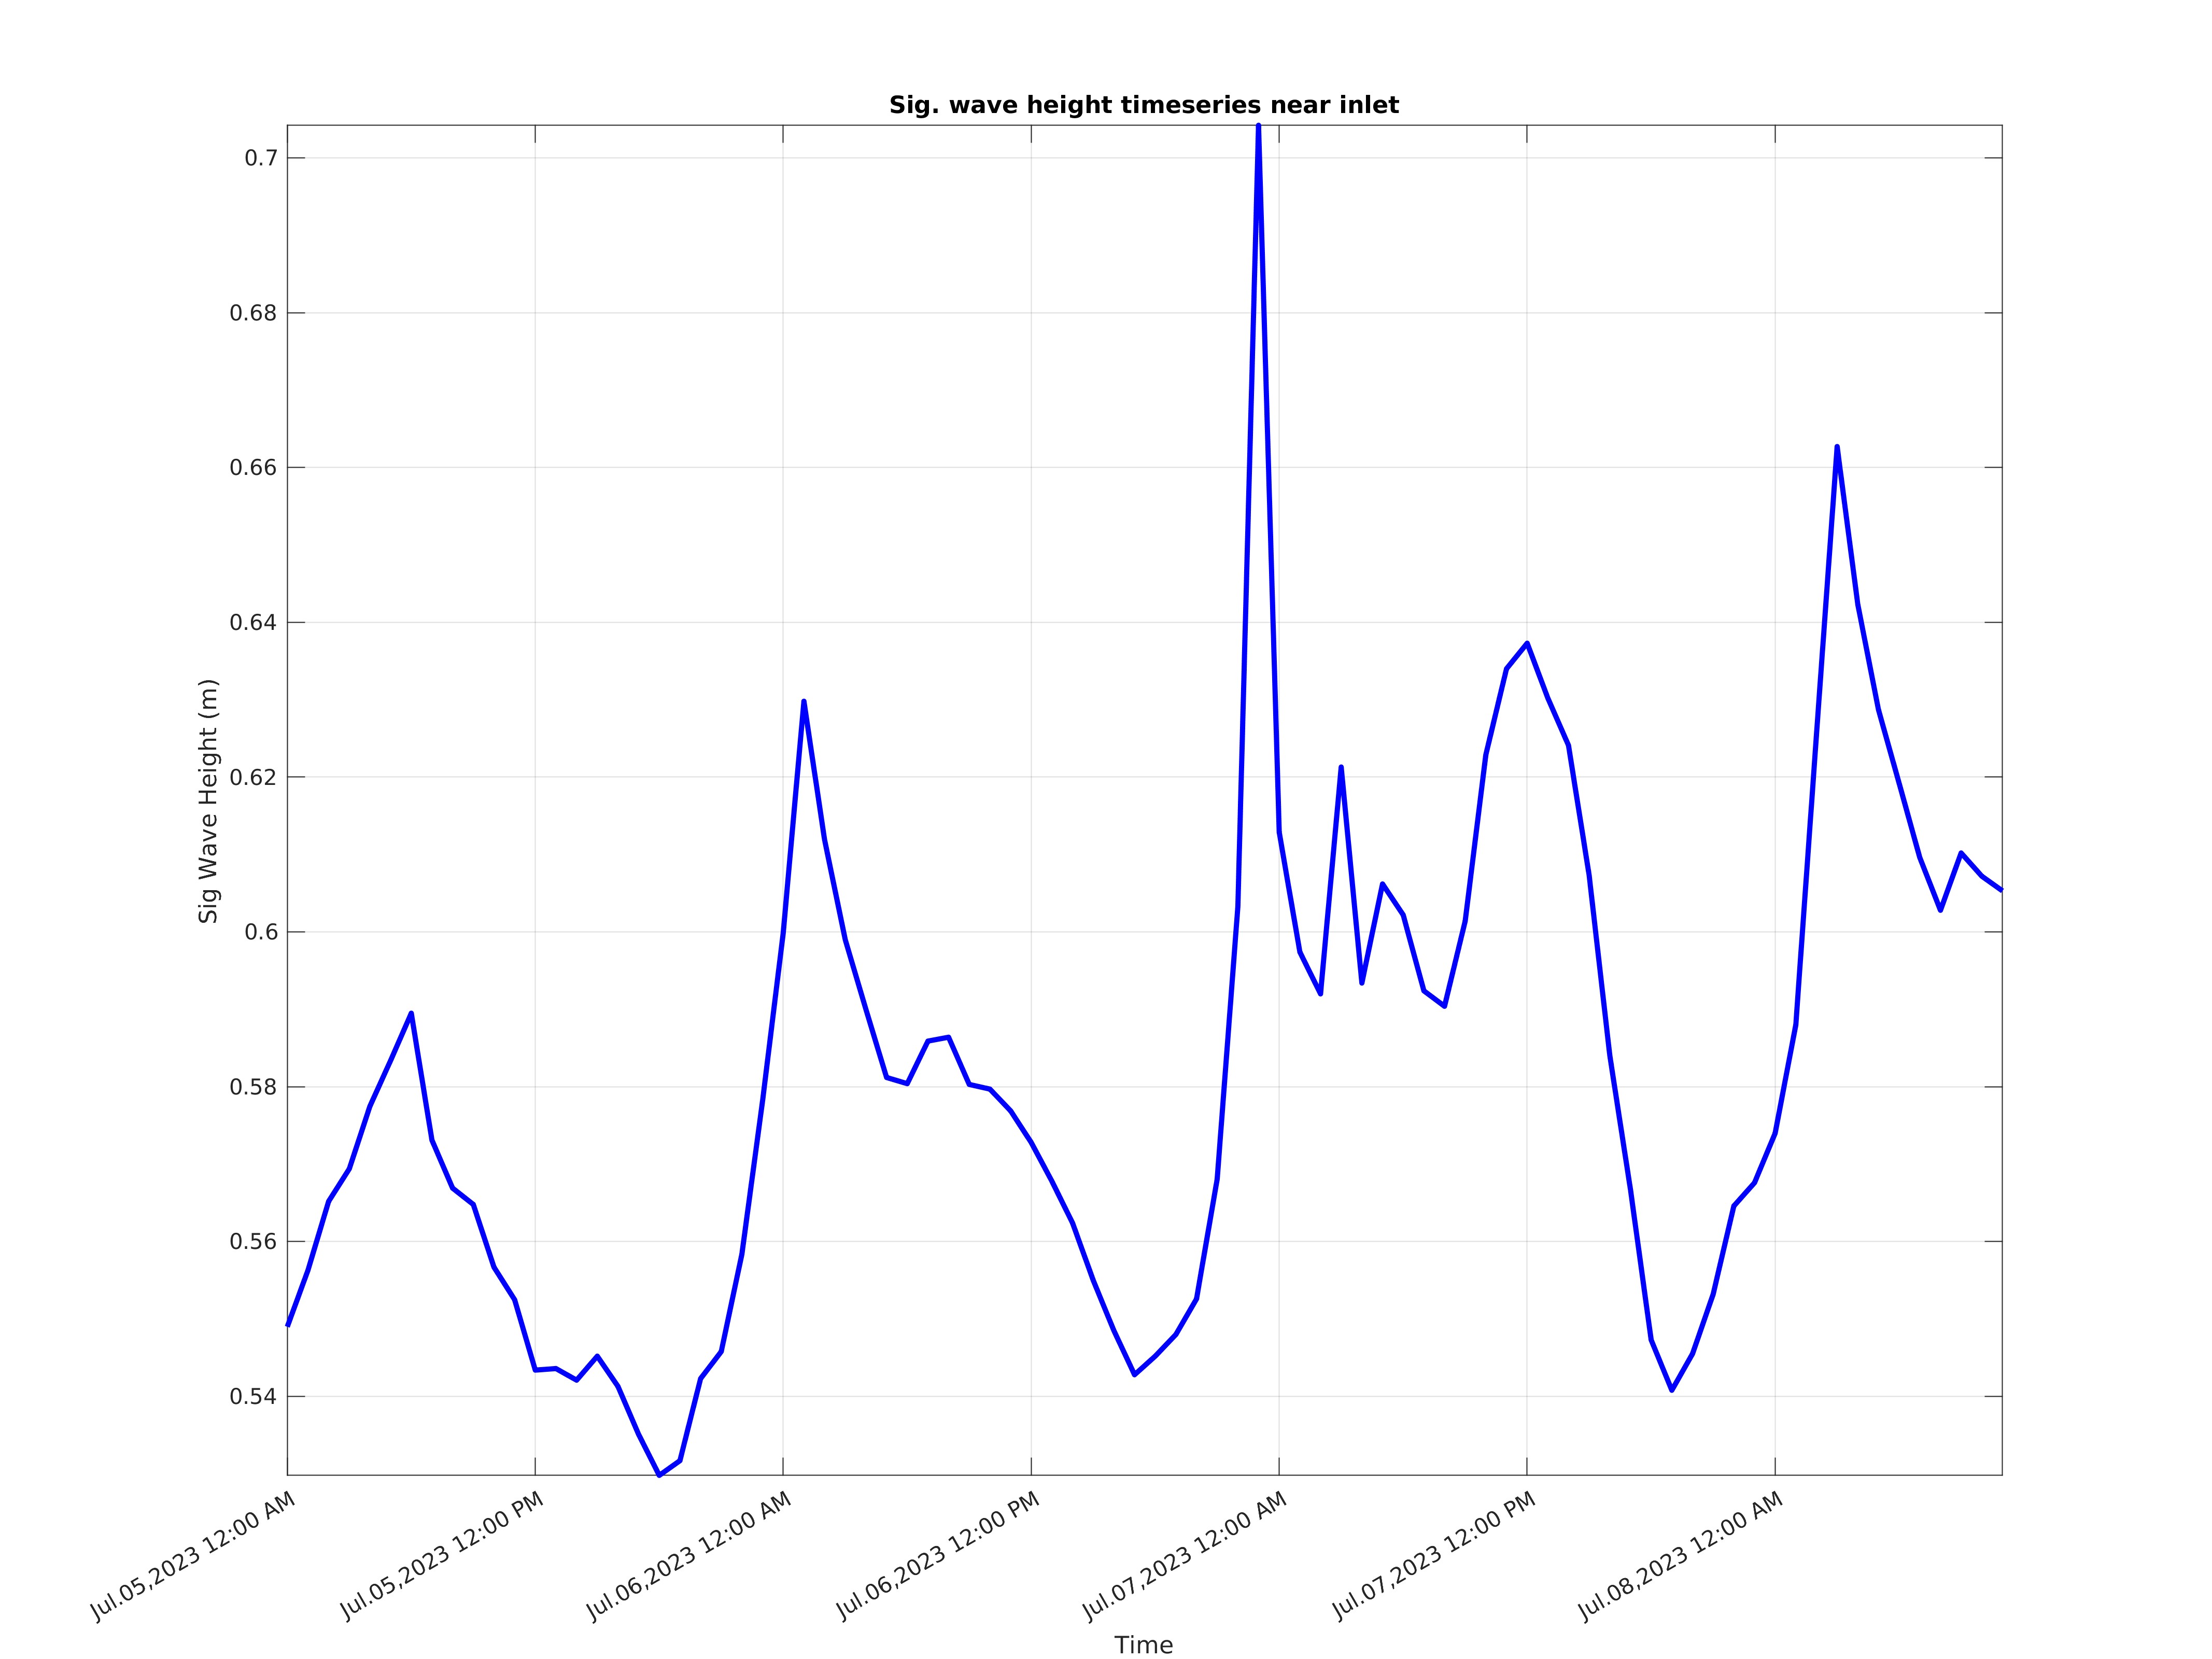 Sig. wave height timeseries near inlet
0.7
0.68
0.66
0.64
0.62
0.6
0.58
0.56
0.54
Sig Wave Height (m)
Jul.05,2023 12:00 AM
Jul.05,2023 12:00 PM
Jul.06,2023 12:00 AM
Jul.06,2023 12:00 PM
Jul.07,2023 12:00 AM
Jul.07,2023 12:00 PM
Jul.08,2023 12:00 AM
Time